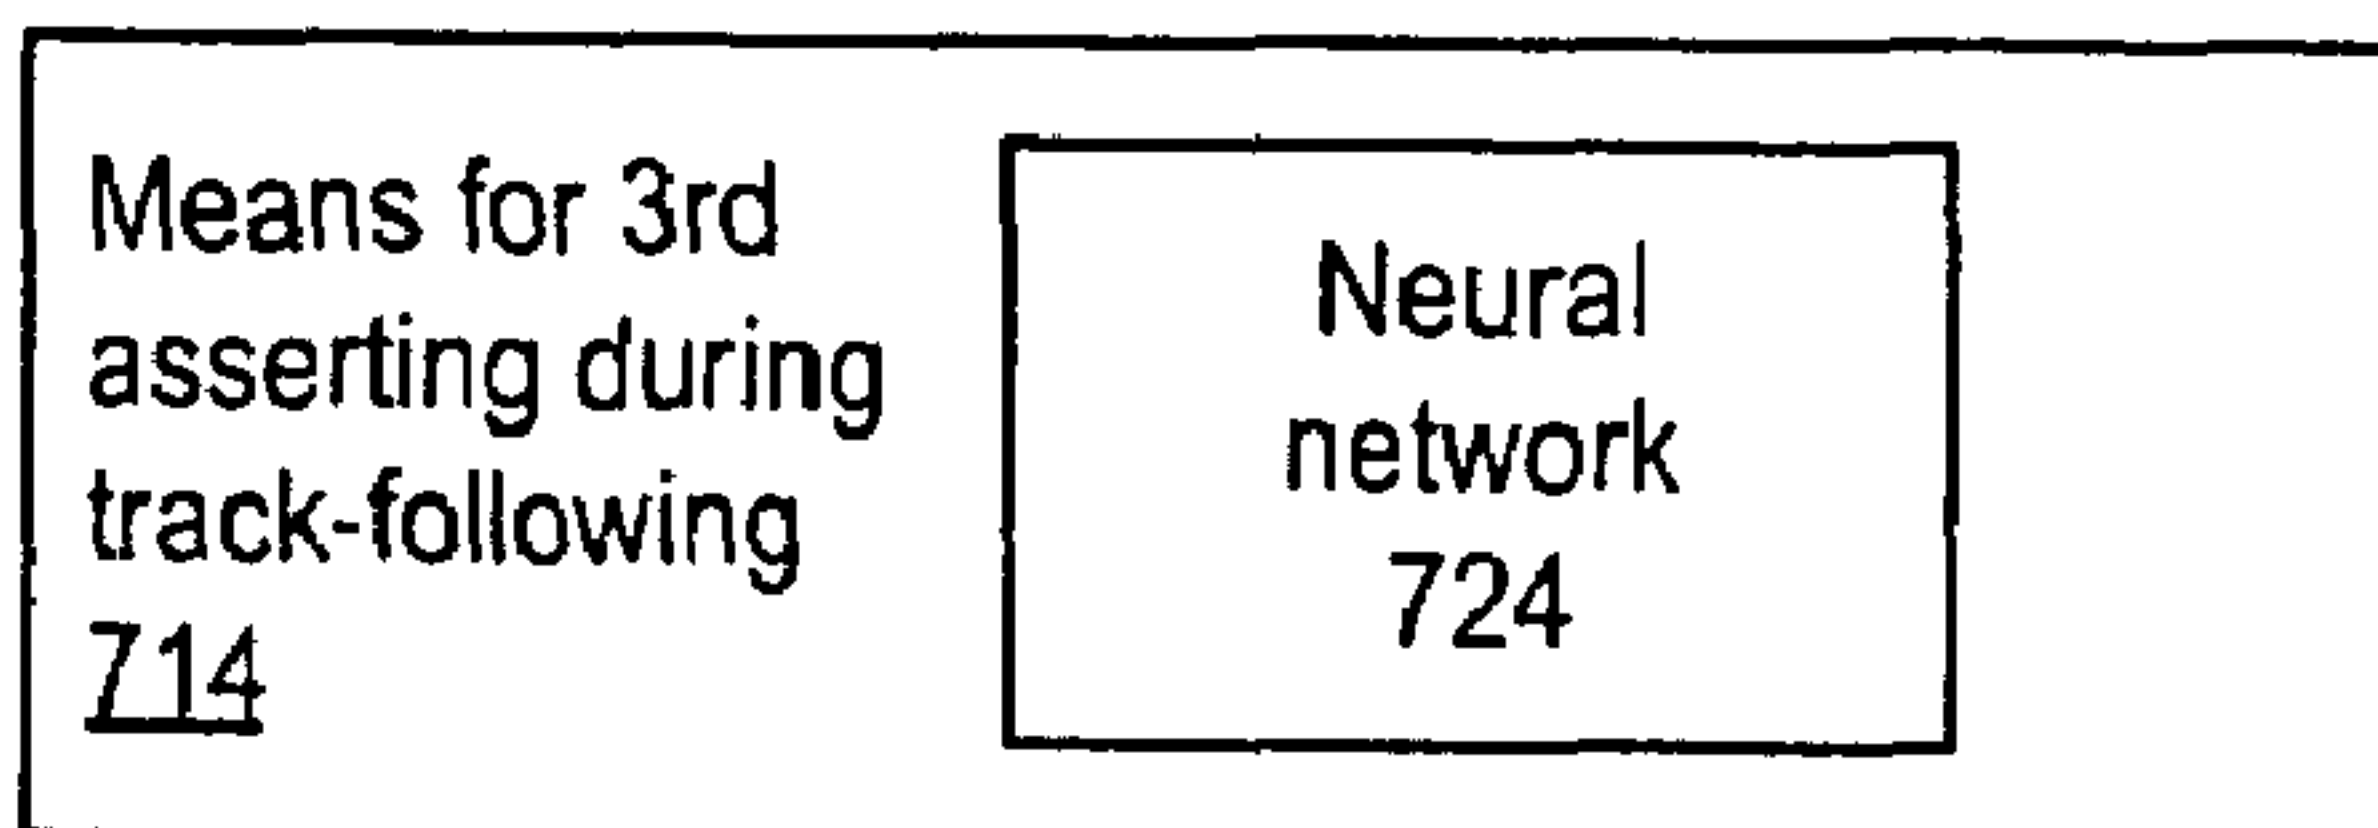 Means for 3rd
asserting during
track-following
714
Neural
network
724